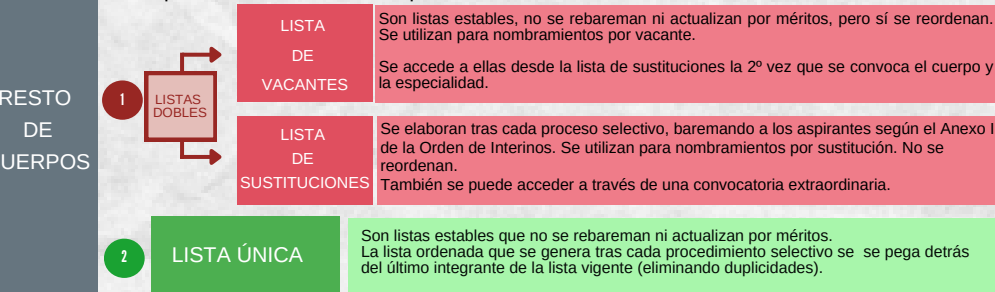 RESTO
DE
UERPOS
1
LISTAS
DOBLES
LISTA
DE
VACANTES
Son listas estables, no se rebareman ni actualizan por méritos, pero sí se reordenan.
Se utilizan para nombramientos por vacante.
Se accede a ellas desde la lista de sustituciones la 2º vez que se convoca el cuerpo y
la especialidad.
LISTA
DE
SUSTITUCIONES
Se elaboran tras cada proceso selectivo, baremando a los aspirantes según el Anexo I
de la Orden de Interinos. Se utilizan para nombramientos por sustitución. No se
reordenan.
También se puede acceder a través de una convocatoria extraordinaria.
2
LISTA ÚNICA
Son listas estables que no se rebareman ni actualizan por méritos.
La lista ordenada que se genera tras cada procedimiento selectivo se  se pega detrás
del último integrante de la lista vigente (eliminando duplicidades).